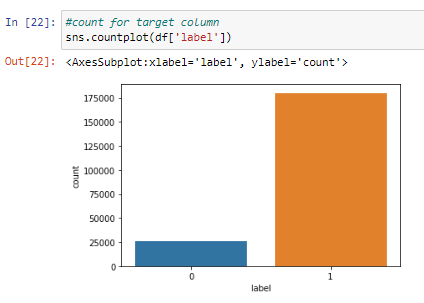 In [22]: #count for target column
sns.countplot(df['label'])
Out[22]: <AxesSubplot:xlabel='label', ylabel='count'>
175000
150000
125000
100000
75000
50000
25000
0
count
0 1
label